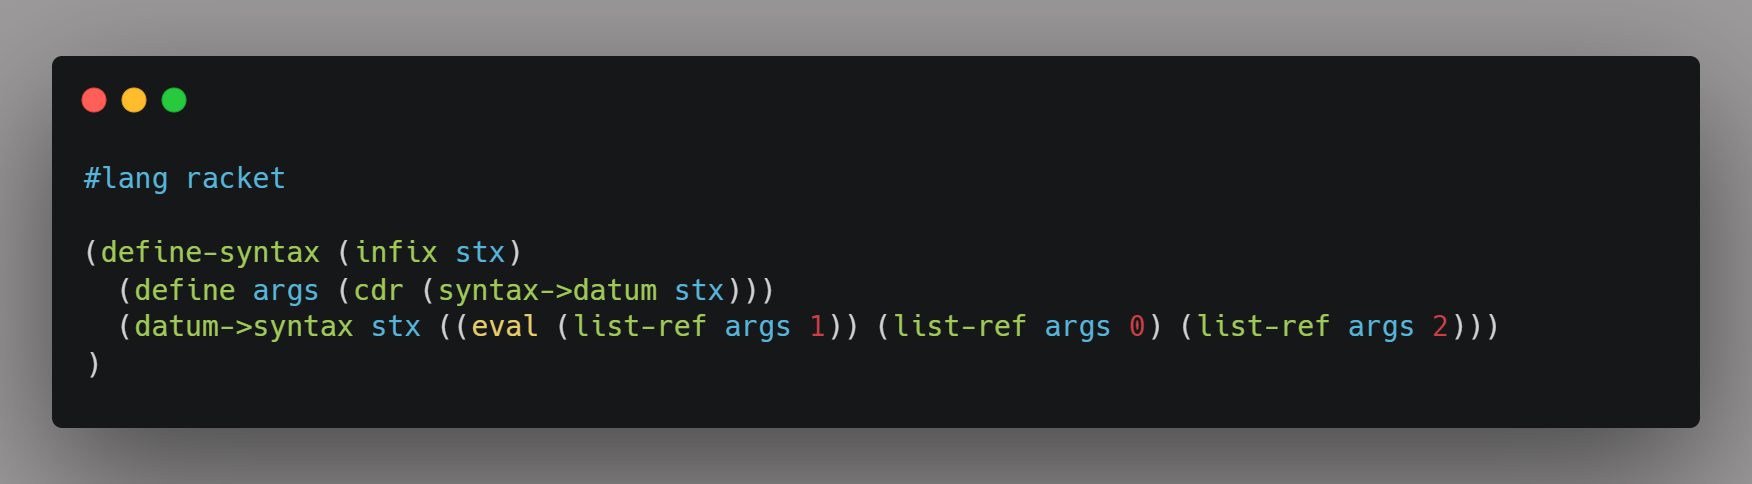 #lang racket
(define-syntax (infix stx)
  (define args (cdr (syntax->datum stx)))
  (datum->syntax stx ((eval (list-ref args 1)) (list-ref args 0) (list-ref args 2)))
)